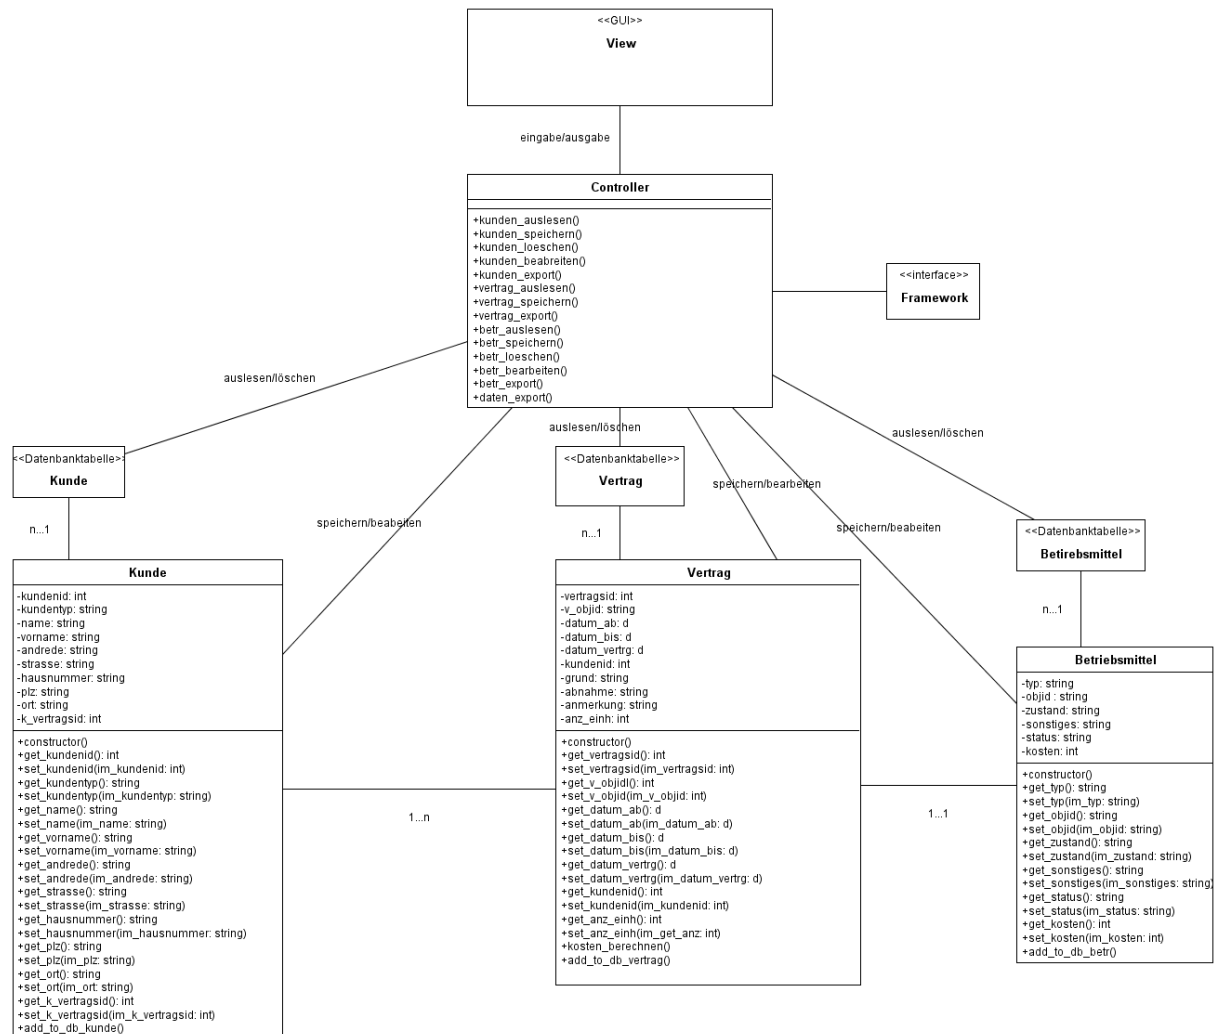 <<GUI>>
View
eingabe/ausgabe
Controller
+kunden_auslesen()
+kunden_speichern()
+kunden_loeschen()
+kunden_beabreiten()
+kunden_export()
+vertrag_auslesen()
+vertrag_speichern()
+vertrag_export()
+betr_auslesen()
+betr_speichern()
+betr_loeschen()
+betr_bearbeiten()
+betr_export()
+daten_export()
<<interface>>
Framework
auslesen/löschen
auslesen/löschen
auslesen/löschen
<<Datenbanktabelle>>
Kunde
<<Datenbanktabelle>>
Vertrag
speichern/bearbeiten
speichern/beabeiten
speichern/beabeiten
<<Datenbanktabelle>>
Betirebsmittel
n...1
n...1
n...1
Kunde
-kundenid: int
-kundentyp: string
-name: string
-vorname: string
-andrede: string
-strasse: string
-hausnummer: string
-plz: string
-ort: string
-k_vertragsid: int
+constructor()
+get_kundenid(): int
+set_kundenid(im_kundenid: int)
+get_kundentyp(): string
+set_kundentyp(im_kundentyp: string)
+get_name(): string
+set_name(im_name: string)
+get_vorname(): string
+set_vorname(im_vorname: string)
+get_andrede(): string
+set_andrede(im_andrede: string)
+get_strasse(): string
+set_strasse(im_strasse: string)
+get_hausnummer(): string
+set_hausnummer(im_hausnummer: string)
+get_plz(): string
+set_plz(im_plz: string)
+get_ort(): string
+set_ort(im_ort: string)
+get_k_vertragsid(): int
+set_k_vertragsid(im_k_vertragsid: int)
+add_to_db_kunde()
1...n
Vertrag
-vertragsid: int
-v_objid: string
-datum_ab: d
-datum_bis: d
-datum_vertrg: d
-kundenid: int
-grund: string
-abnahme: string
-anmerkung: string
-anz_einh: int
+constructor()
+get_vertragsid(): int
+set_vertragsid(im_vertragsid: int)
+get_v_objidl(): int
+set_v_objid(im_v_objid: int)
+get_datum_ab(): d
+set_datum_ab(im_datum_ab: d)
+get_datum_bis(): d
+set_datum_bis(im_datum_bis: d)
+get_datum_vertrg(): d
+set_datum_vertrg(im_datum_vertrg: d)
+get_kundenid(): int
+set_kundenid(im_kundenid: int)
+get_anz_einh(): int
+set_anz_einh(im_get_anz: int)
+kosten_berechnen()
+add_to_db_vertrag()
1...1
Betriebsmittel
-typ: string
-objid : string
-zustand: string
-sonstiges: string
-status: string
-kosten: int
+constructor()
+get_typ(): string
+set_typ(im_typ: string)
+get_objid(): string
+set_objid(im_objid: string)
+get_zustand(): string
+set_zustand(im_zustand: string)
+get_sonstiges(): string
+set_sonstiges(im_sonstiges: string)
+get_status(): string
+set_status(im_status: string)
+get_kosten(): int
+set_kosten(im_kosten: int)
+add_to_db_betr()